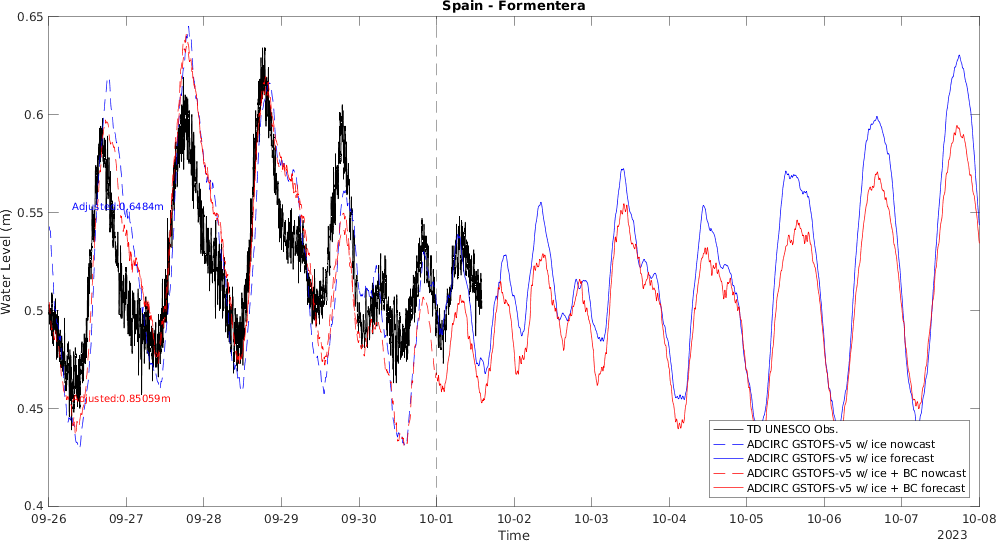 Spain - Formentera
0.65
0.6
0.55
0.5
0.45
0.4
Water Level (m)
Adjusted:0.6484m
Adjusted:0.85059m
TD UNESCO Obs.
ADCIRC GSTOFS-v5 w/ ice nowcast
ADCIRC GSTOFS-v5 w/ ice forecast
ADCIRC GSTOFS-v5 w/ ice + BC nowcast
ADCIRC GSTOFS-v5 w/ ice + BC forecast
09-26 09-27 09-28 09-29 09-30 10-01 10-02 10-03 10-04 10-05 10-06 10-07 10-08
Time
2023